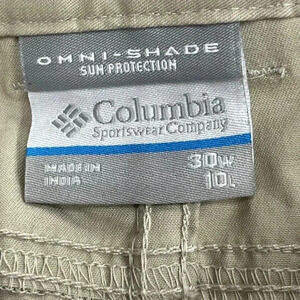 OMNI-SHADE
SUN PROTECTION
Columbia
Sportswear Company
MADE IN
INDIA
30W
10L